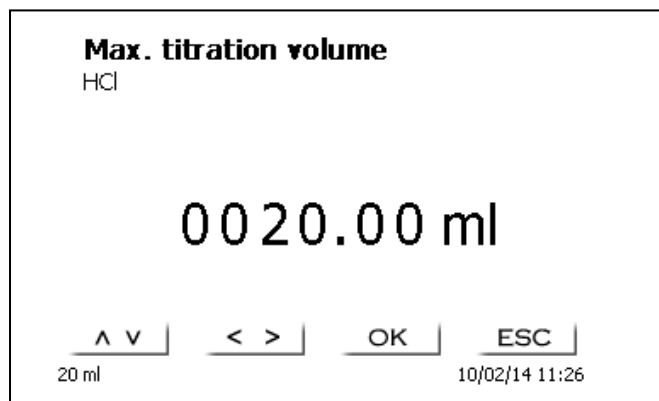 Max. titration volume
HCl
0020.00 ml
∧ ∨ < > OK ESC
20 ml 10/02/14 11:26